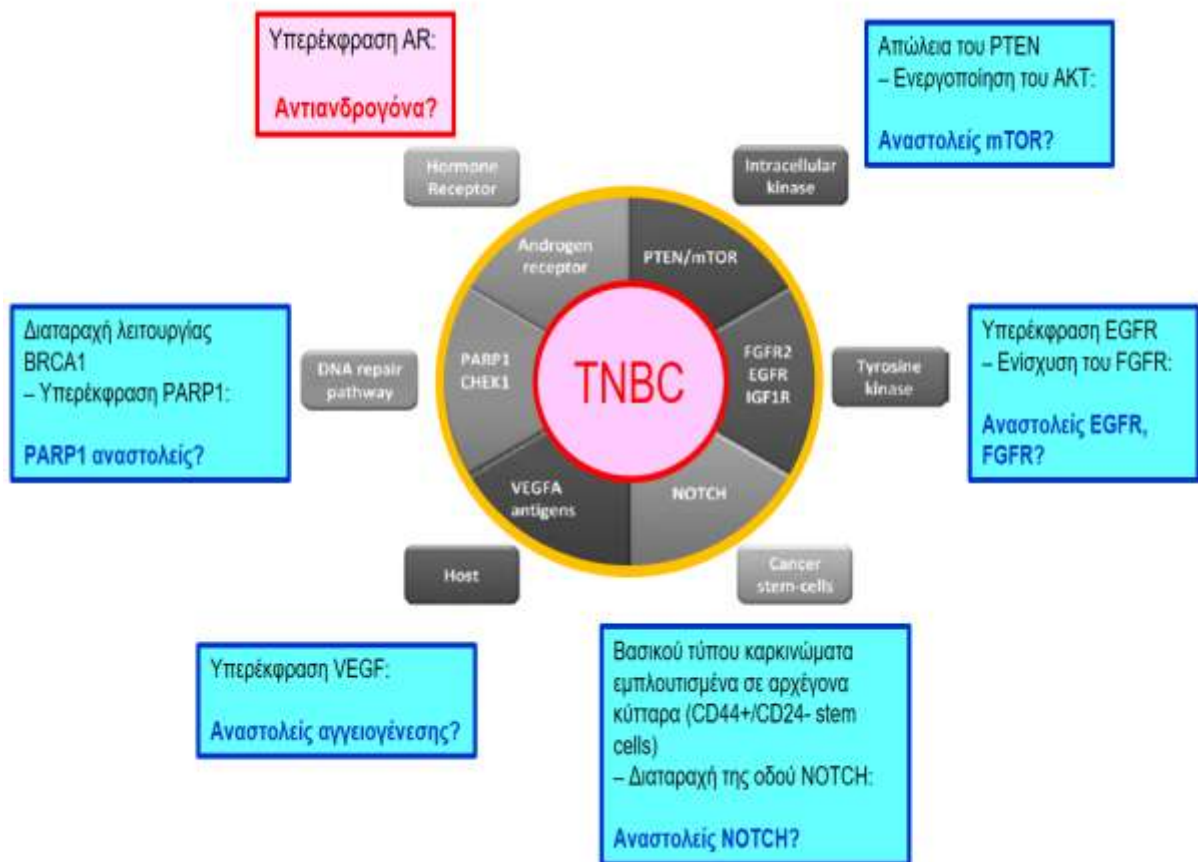 Υπερέκφραση AR:
Αντιανδρογόνα?
Απώλεια του PTEN
– Ενεργοποίηση του AKT:
Αναστολείς mTOR?
Hormone
Receptor
Intracellular
kinase
Androgen
receptor
PTEN/mTOR
Διαταραχή λειτουργίας
BRCA1
– Υπερέκφραση PARP1:
PARP1 αναστολείς?
DNA repair
pathway
PARP1
CHEK1
TNBC
FGFR2
EGFR
IGF1R
Tyrosine
kinase
Υπερέκφραση EGFR
– Ενίσχυση του FGFR:
Αναστολείς EGFR,
FGFR?
VEGFA
antigens
NOTCH
Host
Cancer
stem-cells
Υπερέκφραση VEGF:
Αναστολείς αγγειογένεσης?
Βασικού τύπου καρκινώματα
εμπλουτισμένα σε αρχέγονα
κύτταρα (CD44+/CD24- stem
cells)
– Διαταραχή της οδού NOTCH:
Αναστολείς NOTCH?